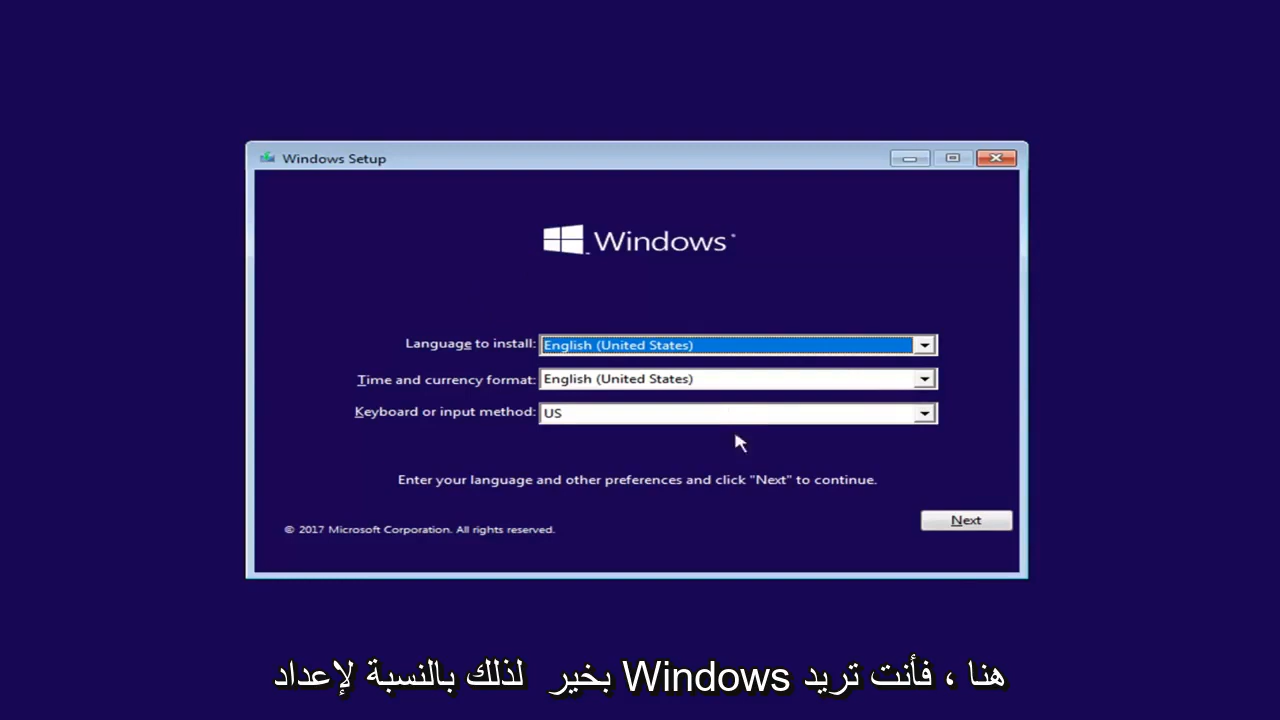 Windows Setup
Windows
Language to install: English (United States)
Time and currency format: English (United States)
Keyboard or input method: US
Enter your language and other preferences and click "Next" to continue.
© 2017 Microsoft Corporation. All rights reserved.
Next
بخير لذلك بالنسبة لإعداد Windows هنا ، فأنت تريد